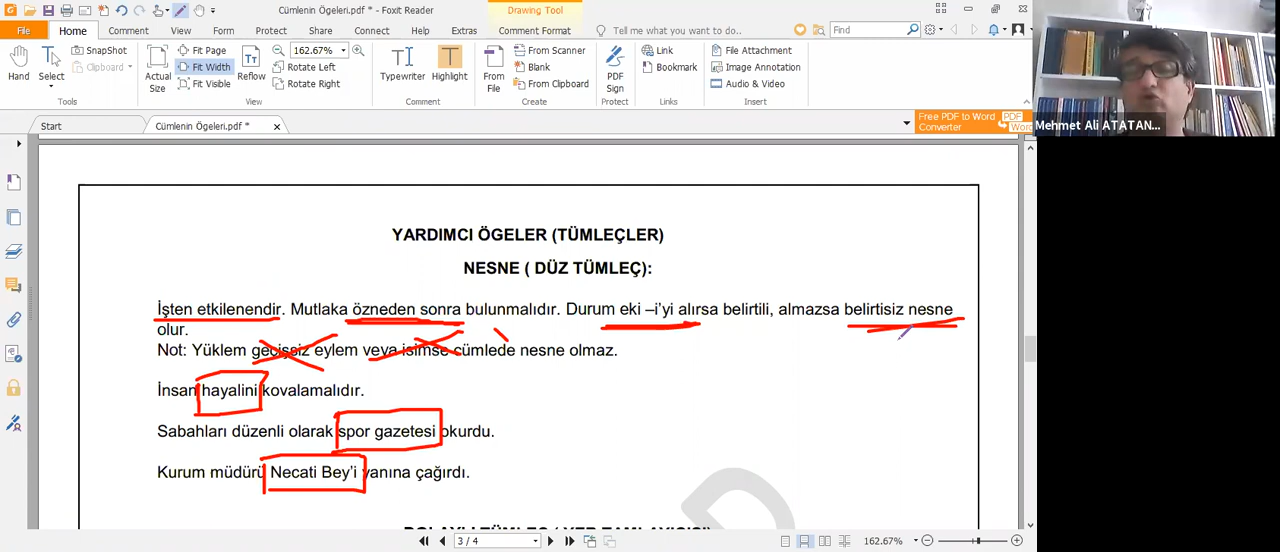 Cümlenin Ögeleri.pdf * - Foxit Reader
Drawing Tool
File Home Comment View Form Protect Share Connect Help Extras Comment Format Tell me what you want to do... Find
Hand Select SnapShot Clipboard Actual Size Fit Page Fit Width Fit Visible Reflow 162.67% Rotate Left Rotate Right Typewriter Highlight From File From Scanner Blank From Clipboard PDF Sign Link Bookmark File Attachment Image Annotation Audio & Video
Tools View Comment Create Protect Links Insert
Start Cümlenin Ögeleri.pdf * Free PDF to Word Converter PDF Word
Mehmet Ali ATATAN...
YARDIMCI ÖGELER (TÜMLEÇLER)
NESNE ( DÜZ TÜMLEÇ):
İşten etkilenendir. Mutlaka özneden sonra bulunmalıdır. Durum eki –i’yi alırsa belirtili, almazsa belirtisiz nesne
olur.
Not: Yüklem geçişsiz eylem veya isimse cümlede nesne olmaz.
İnsan hayalini kovalamalıdır.
Sabahları düzenli olarak spor gazetesi okurdu.
Kurum müdürü Necati Bey’i yanına çağırdı.
DOLAYLI TÜMLEÇ ( YER TAMLAYICISI)
3 / 4 162.67%